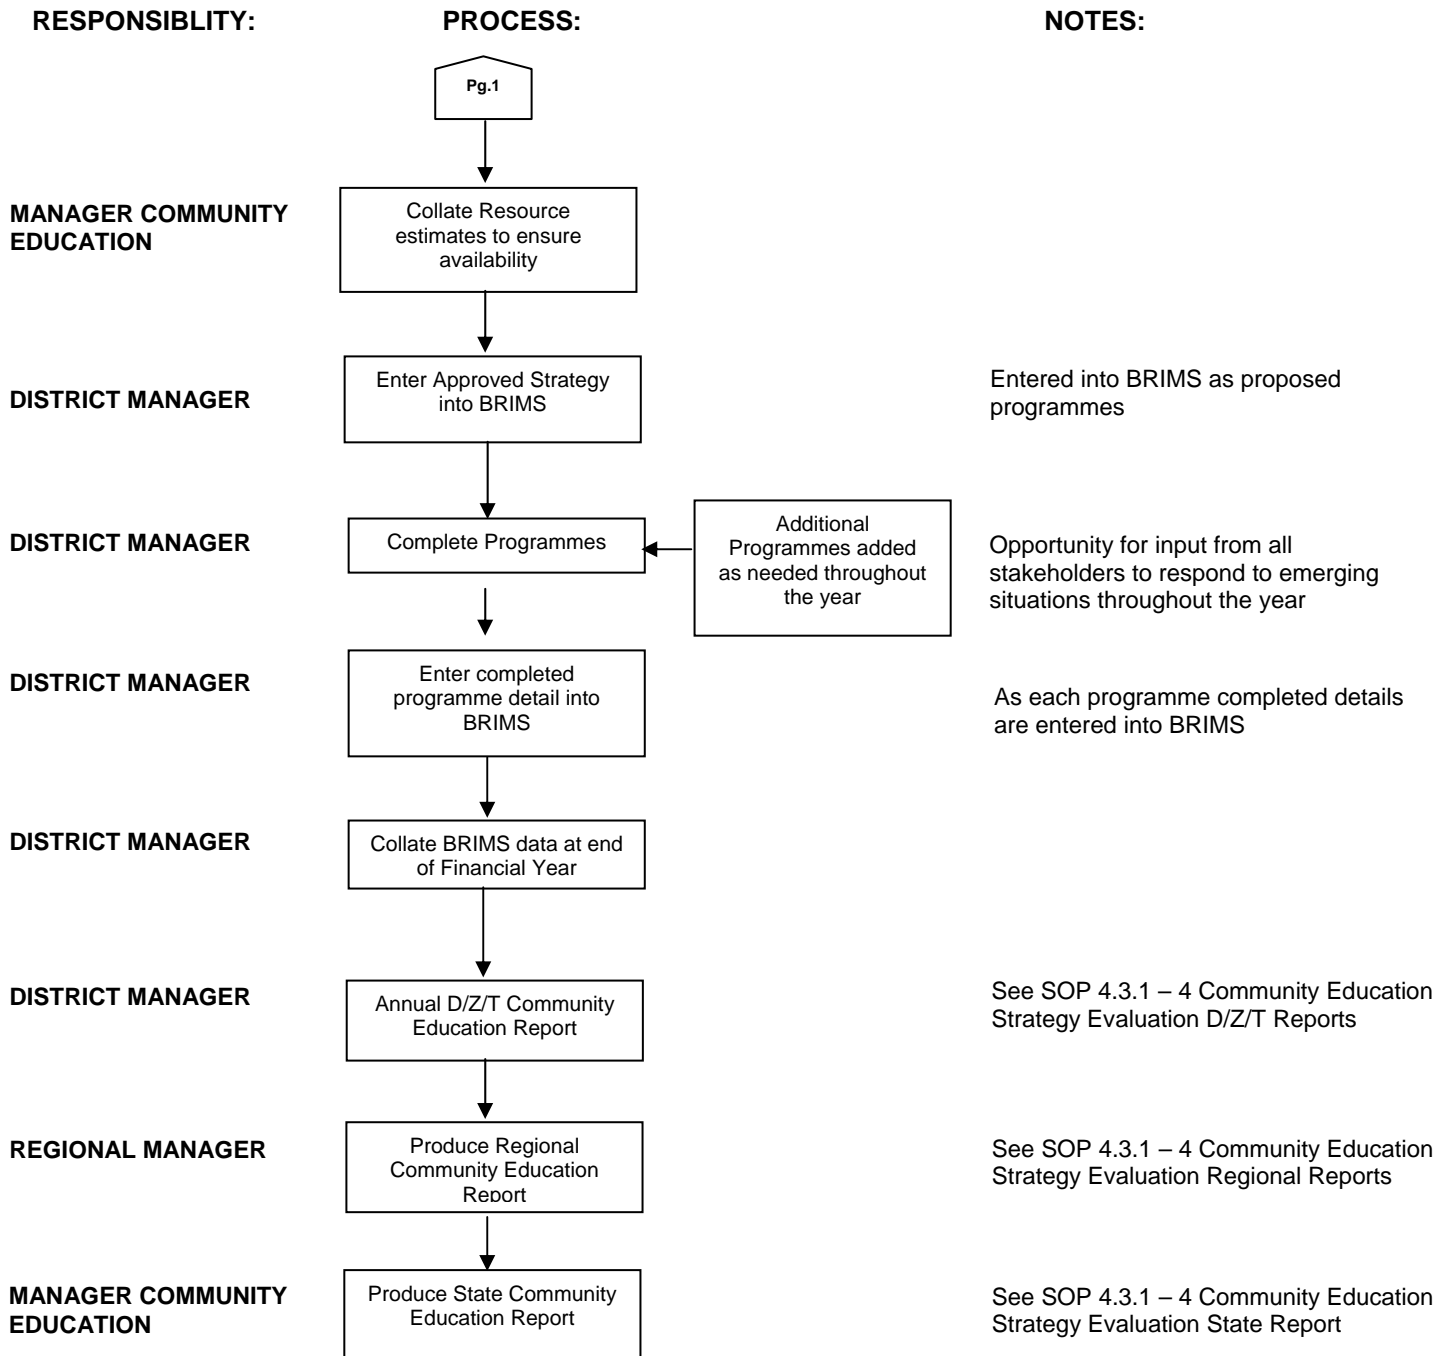 RESPONSIBLITY:
PROCESS:
NOTES:
Pg.1
MANAGER COMMUNITY
EDUCATION
Collate Resource
estimates to ensure
availability
DISTRICT MANAGER
Enter Approved Strategy
into BRIMS
Entered into BRIMS as proposed
programmes
DISTRICT MANAGER
Complete Programmes
Additional
Programmes added
as needed throughout
the year
Opportunity for input from all
stakeholders to respond to emerging
situations throughout the year
DISTRICT MANAGER
Enter completed
programme detail into
BRIMS
As each programme completed details
are entered into BRIMS
DISTRICT MANAGER
Collate BRIMS data at end
of Financial Year
DISTRICT MANAGER
Annual D/Z/T Community
Education Report
See SOP 4.3.1 – 4 Community Education
Strategy Evaluation D/Z/T Reports
REGIONAL MANAGER
Produce Regional
Community Education
Report
See SOP 4.3.1 – 4 Community Education
Strategy Evaluation Regional Reports
MANAGER COMMUNITY
EDUCATION
Produce State Community
Education Report
See SOP 4.3.1 – 4 Community Education
Strategy Evaluation State Report